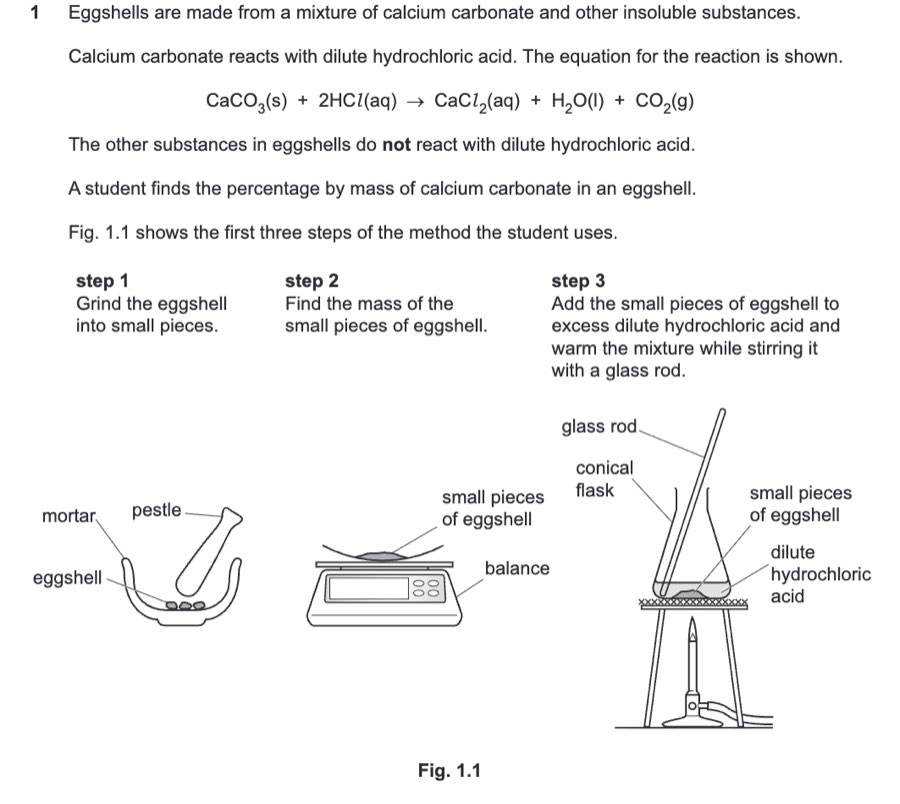 1 Eggshells are made from a mixture of calcium carbonate and other insoluble substances.
Calcium carbonate reacts with dilute hydrochloric acid. The equation for the reaction is shown.
CaCO₃(s) + 2HCl(aq) → CaCl₂(aq) + H₂O(l) + CO₂(g)
The other substances in eggshells do not react with dilute hydrochloric acid.
A student finds the percentage by mass of calcium carbonate in an eggshell.
Fig. 1.1 shows the first three steps of the method the student uses.
step 1
Grind the eggshell
into small pieces.
step 2
Find the mass of the
small pieces of eggshell.
step 3
Add the small pieces of eggshell to
excess dilute hydrochloric acid and
warm the mixture while stirring it
with a glass rod.
mortar
pestle
eggshell
small pieces
of eggshell
balance
glass rod
conical
flask
small pieces
of eggshell
dilute
hydrochloric
acid
Fig. 1.1